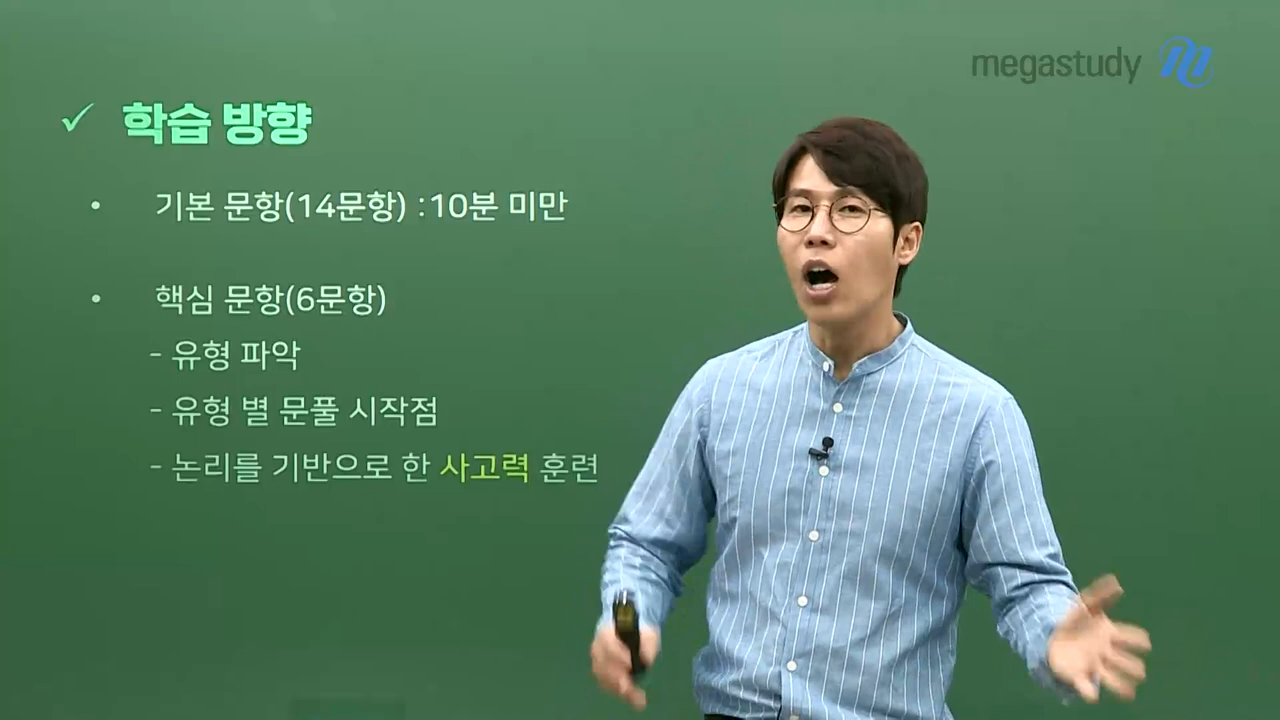 megastudy
✓ 학습 방향
• 기본 문항(14문항) :10분 미만
• 핵심 문항(6문항)
- 유형 파악
- 유형 별 문풀 시작점
- 논리를 기반으로 한 사고력 훈련